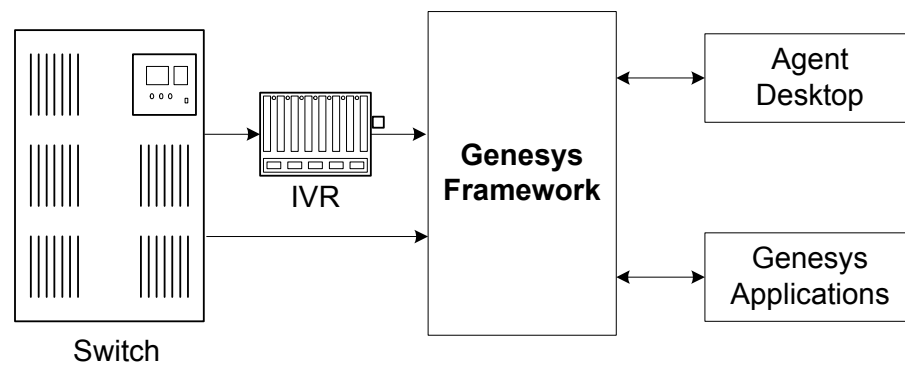 Agent
Desktop
Genesys
Framework
IVR
Genesys
Applications
Switch